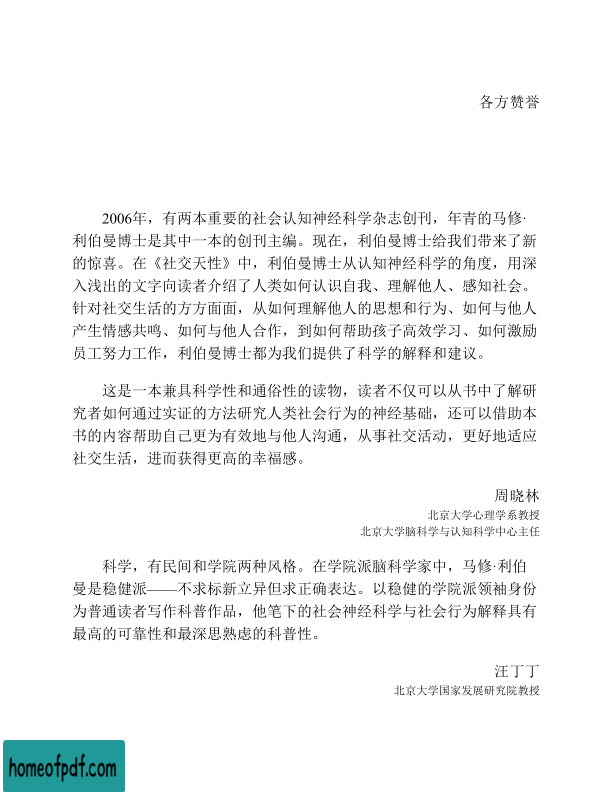 各方赞誉
2006年，有两本重要的社会认知神经科学杂志创刊，年青的马修·
利伯曼博士是其中一本的创刊主编。现在，利伯曼博士给我们带来了新
的惊喜。在《社交天性》中，利伯曼博士从认知神经科学的角度，用深
入浅出的文字向读者介绍了人类如何认识自我、理解他人、感知社会。
针对社交生活的方方面面，从如何理解他人的思想和行为、如何与他人
产生情感共鸣、如何与他人合作，到如何帮助孩子高效学习、如何激励
员工努力工作，利伯曼博士都为我们提供了科学的解释和建议。
这是一本兼具科学性和通俗性的读物，读者不仅可以从书中了解研
究者如何通过实证的方法研究人类社会行为的神经基础，还可以借助本
书的内容帮助自己更为有效地与他人沟通，从事社交活动，更好地适应
社交生活，进而获得更高的幸福感。
周晓林
北京大学心理学系教授
北京大学脑科学与认知科学中心主任
科学，有民间和学院两种风格。在学院派脑科学家中，马修·利伯
曼是稳健派——不求标新立异但求正确表达。以稳健的学院派领袖身份
为普通读者写作科普作品，他笔下的社会神经科学与社会行为解释具有
最高的可靠性和最深思熟虑的科普性。
汪丁丁
北京大学国家发展研究院教授
homeofpdf.com